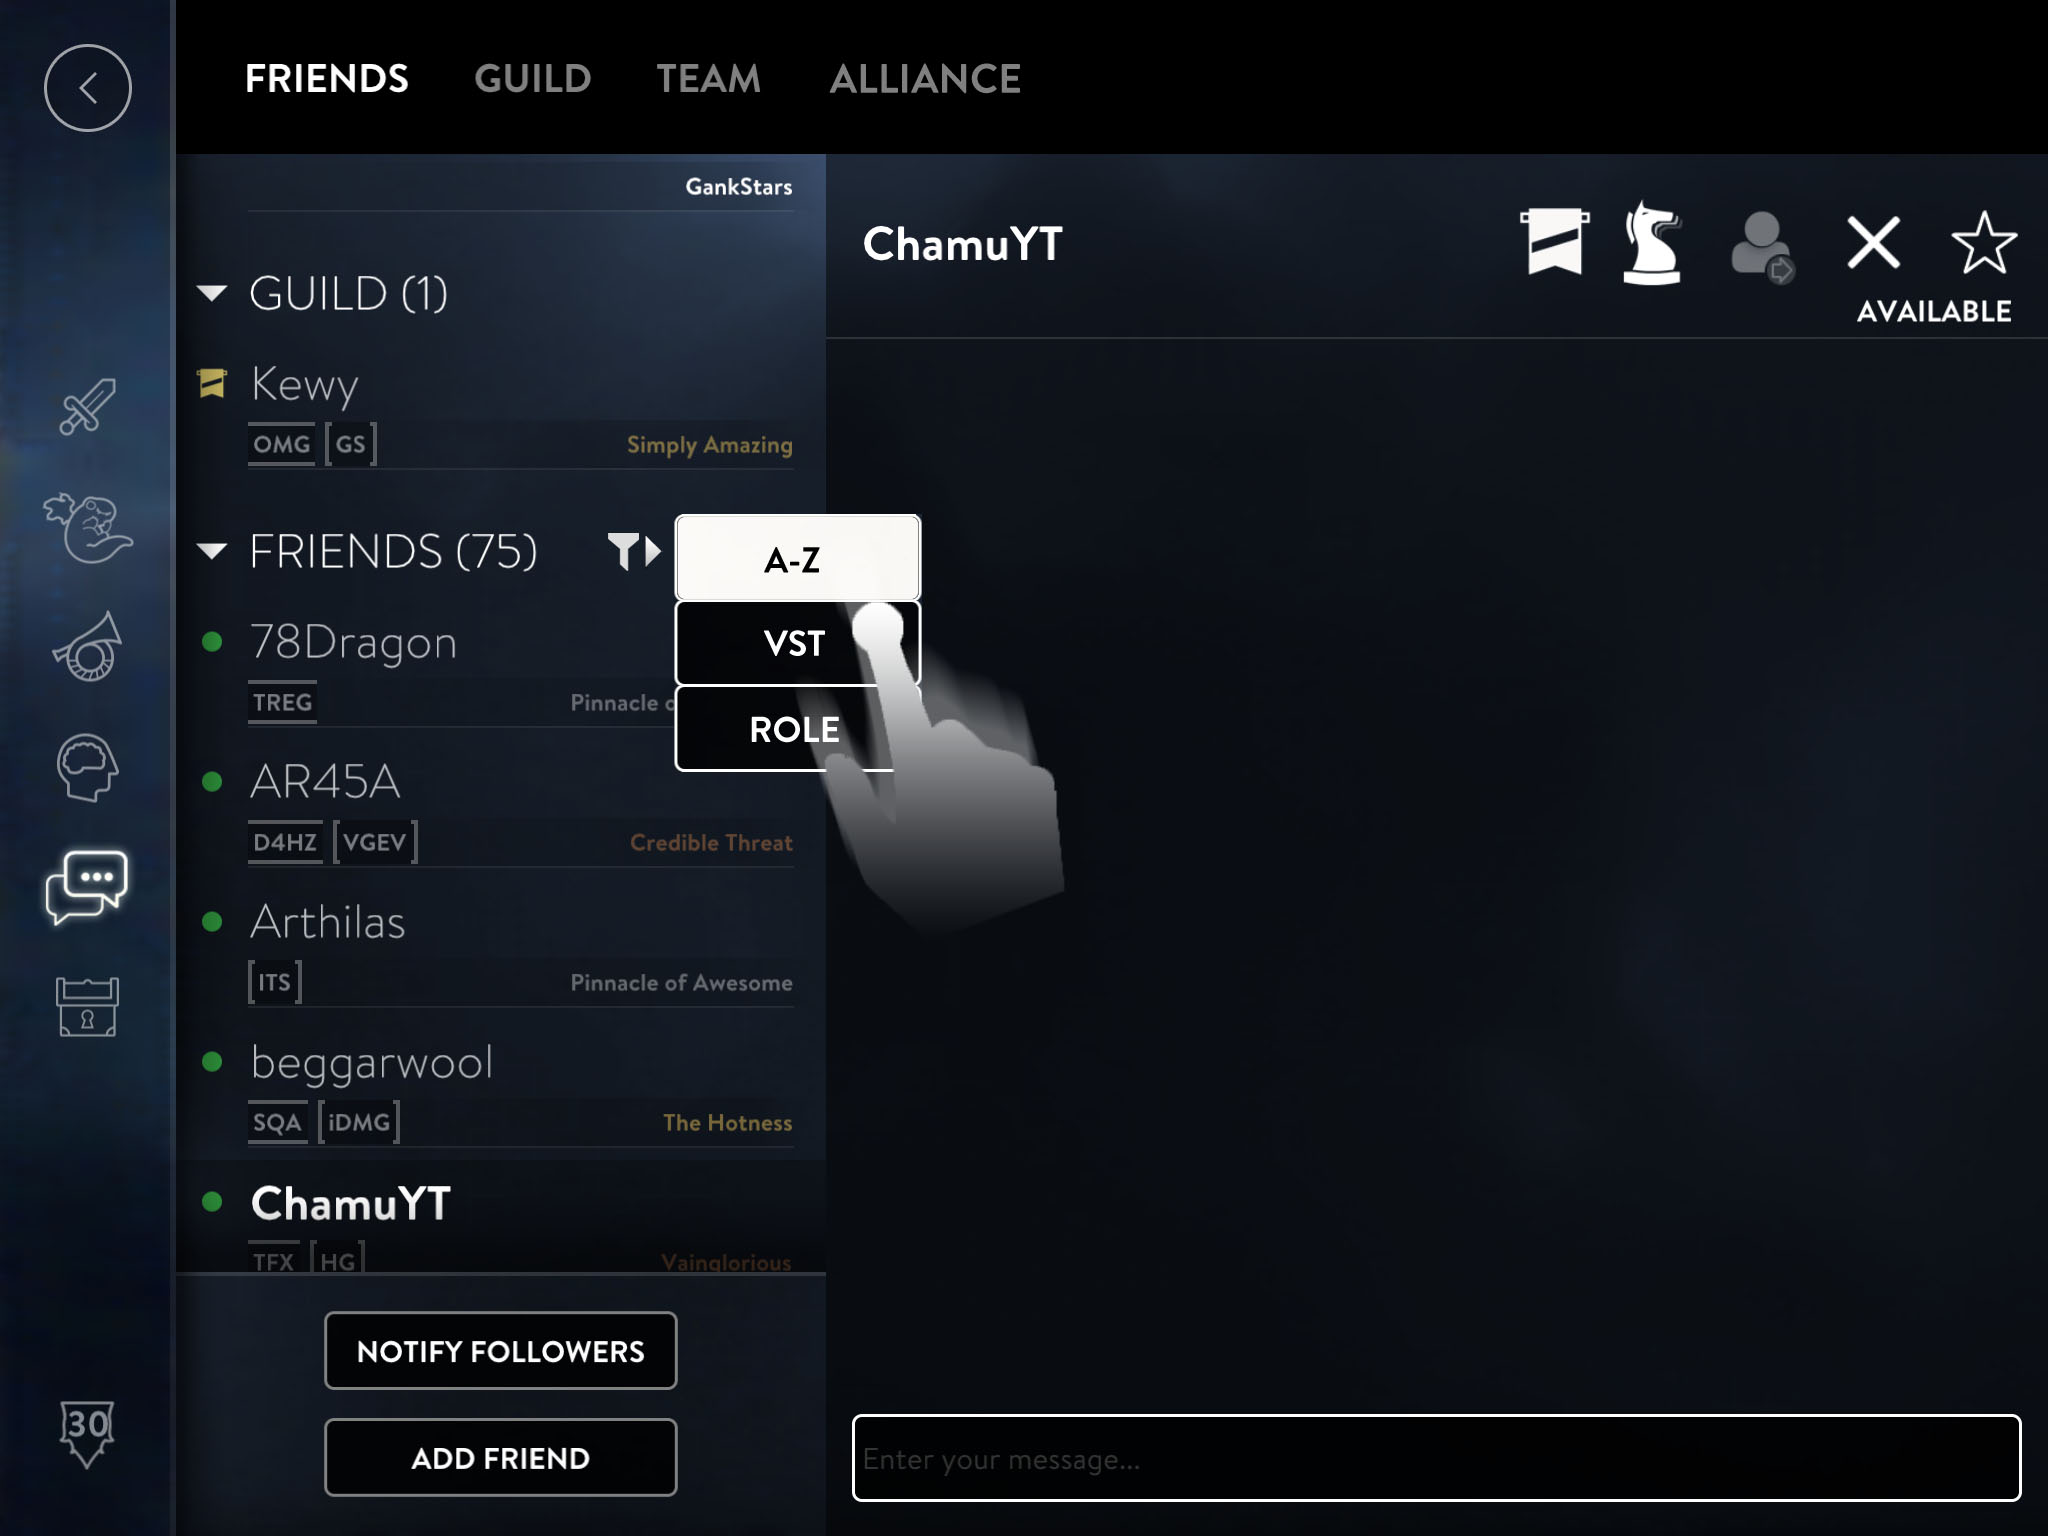 FRIENDS GUILD TEAM ALLIANCE
GankStars
GUILD (1)
Kewy
OMG GS Simply Amazing
FRIENDS (75)
A-Z
VST
ROLE
78Dragon
TREG Pinnacle
AR45A
D4HZ VGEV Credible Threat
Arthilas
ITS Pinnacle of Awesome
beggarwool
SQA iDMG The Hotness
ChamuYT
TFX HG Vainglorious
NOTIFY FOLLOWERS
ADD FRIEND
30
ChamuYT
AVAILABLE
Enter your message...